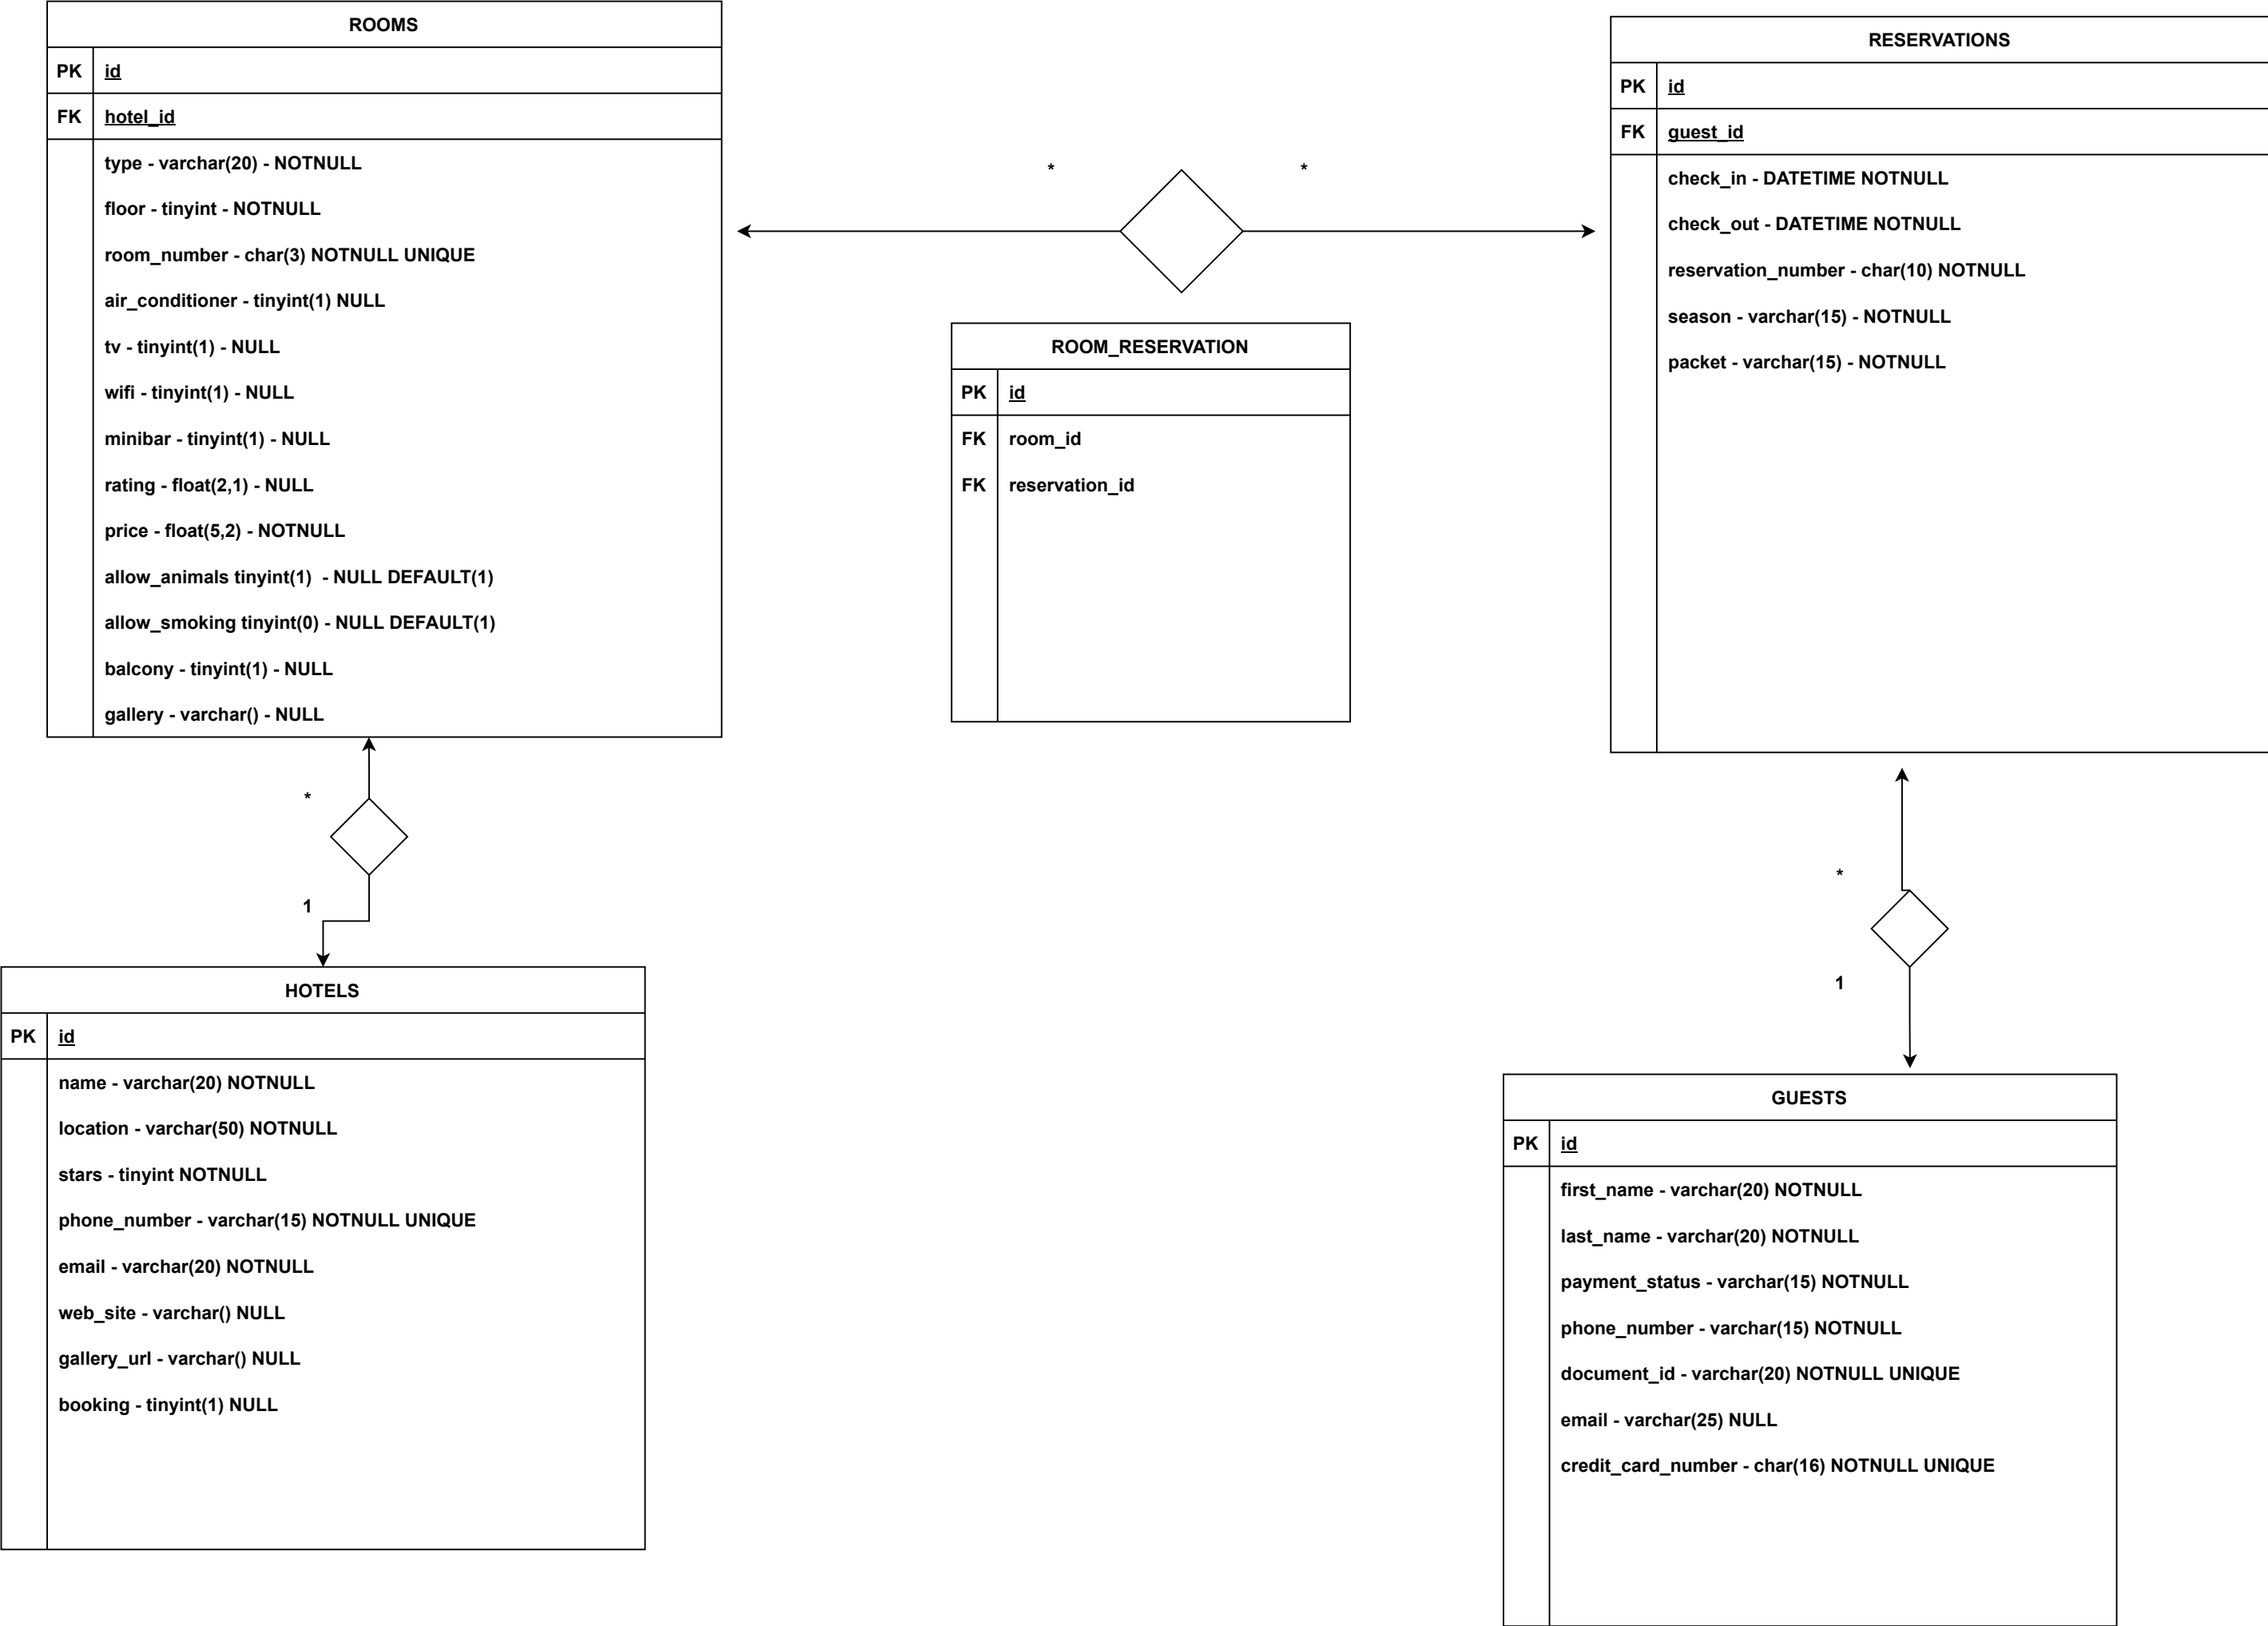 ROOMS
PK id
FK hotel_id
type - varchar(20) - NOTNULL
floor - tinyint - NOTNULL
room_number - char(3) NOTNULL UNIQUE
air_conditioner - tinyint(1) NULL
tv - tinyint(1) - NULL
wifi - tinyint(1) - NULL
minibar - tinyint(1) - NULL
rating - float(2,1) - NULL
price - float(5,2) - NOTNULL
allow_animals tinyint(1)  - NULL DEFAULT(1)
allow_smoking tinyint(0) - NULL DEFAULT(1)
balcony - tinyint(1) - NULL
gallery - varchar() - NULL
* *
ROOM_RESERVATION
PK id
FK room_id
FK reservation_id
RESERVATIONS
PK id
FK guest_id
check_in - DATETIME NOTNULL
check_out - DATETIME NOTNULL
reservation_number - char(10) NOTNULL
season - varchar(15) - NOTNULL
packet - varchar(15) - NOTNULL
*
1
HOTELS
PK id
name - varchar(20) NOTNULL
location - varchar(50) NOTNULL
stars - tinyint NOTNULL
phone_number - varchar(15) NOTNULL UNIQUE
email - varchar(20) NOTNULL
web_site - varchar() NULL
gallery_url - varchar() NULL
booking - tinyint(1) NULL
*
1
GUESTS
PK id
first_name - varchar(20) NOTNULL
last_name - varchar(20) NOTNULL
payment_status - varchar(15) NOTNULL
phone_number - varchar(15) NOTNULL
document_id - varchar(20) NOTNULL UNIQUE
email - varchar(25) NULL
credit_card_number - char(16) NOTNULL UNIQUE